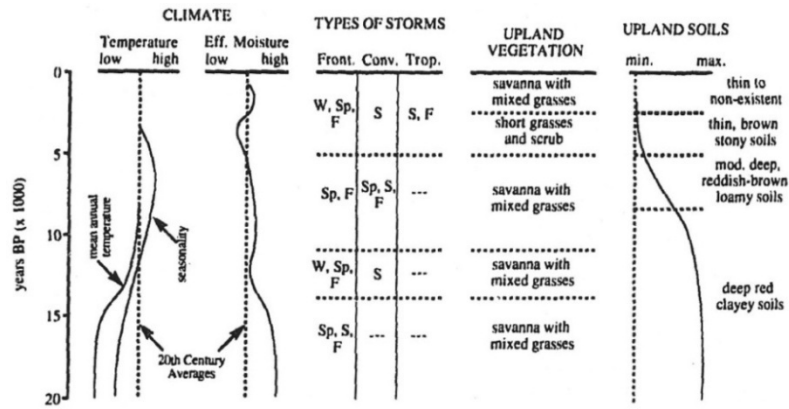 CLIMATE
TYPES OF STORMS
UPLAND
VEGETATION
UPLAND SOILS
Temperature
low high
Eff. Moisture
low high
Front. Conv. Trop.
min. max.
years BP (x 1000)
0
5
10
15
20
mean annual
temperature
seasonality
20th Century
Averages
W, Sp,
F
S
S, F
Sp, F
Sp, S,
F
---
W, Sp,
F
S
---
Sp, S,
F
---
---
savanna with
mixed grasses
short grasses
and scrub
savanna with
mixed grasses
savanna with
mixed grasses
savanna with
mixed grasses
thin to
non-existent
thin, brown
stony soils
mod. deep,
reddish-brown
loamy soils
deep red
clayey soils